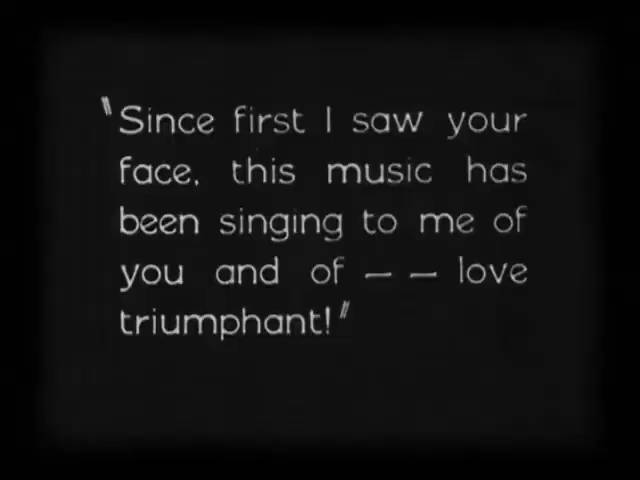 "Since first I saw your
face, this music has
been singing to me of
you and of — — love
triumphant!"